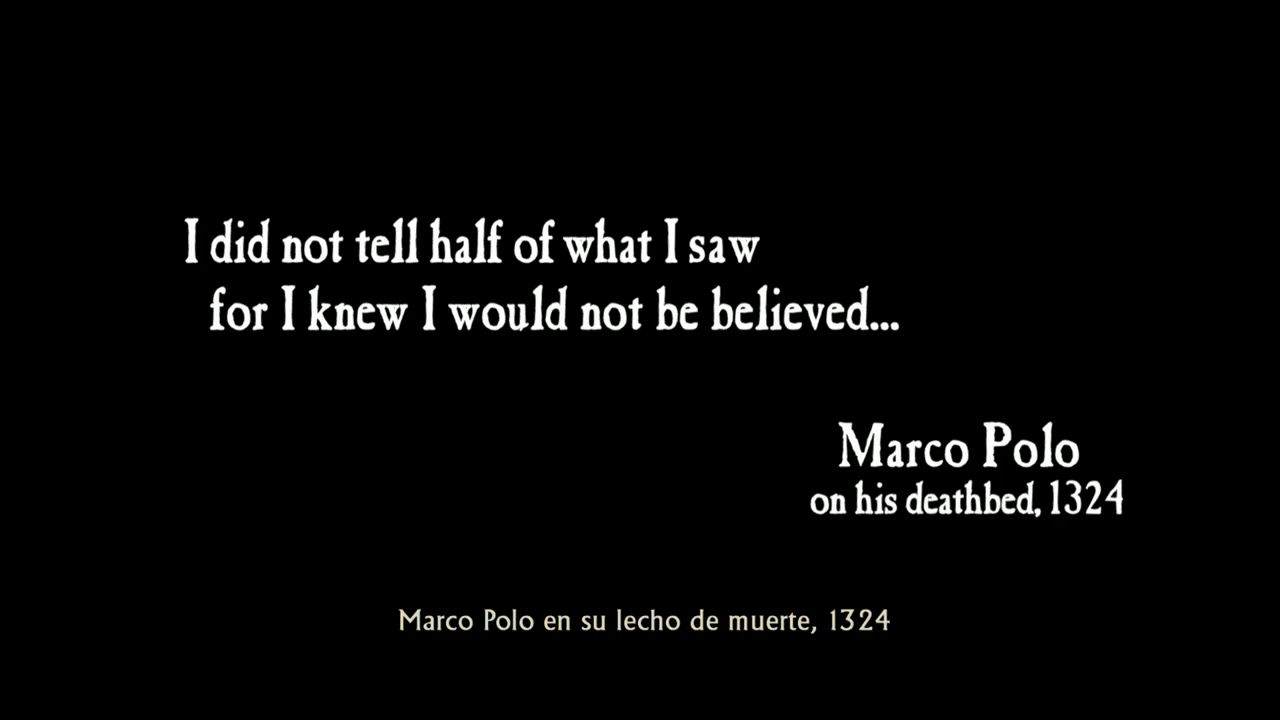 I did not tell half of what I saw
for I knew I would not be believed...
Marco Polo
on his deathbed, 1324
Marco Polo en su lecho de muerte, 1324